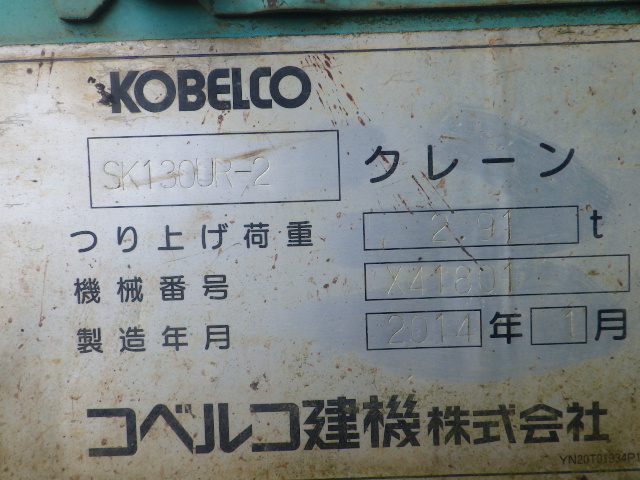 KOBELCO
SK130UR-2 クレーン
つり上げ荷重 2.91 t
機械番号 X41801
製造年月 2014 年 1 月
コベルコ建機株式会社